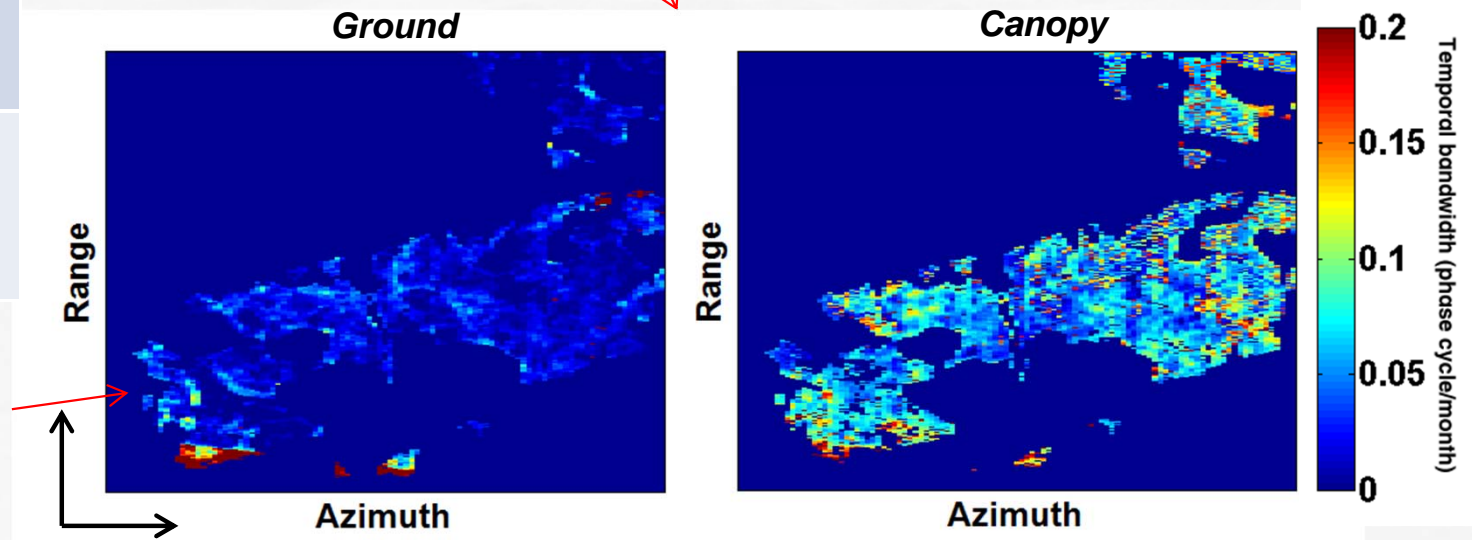 Ground
Canopy
Range
Azimuth
Range
Azimuth
0.2
0.15
0.1
0.05
0
Temporal bandwidth (phase cycle/month)